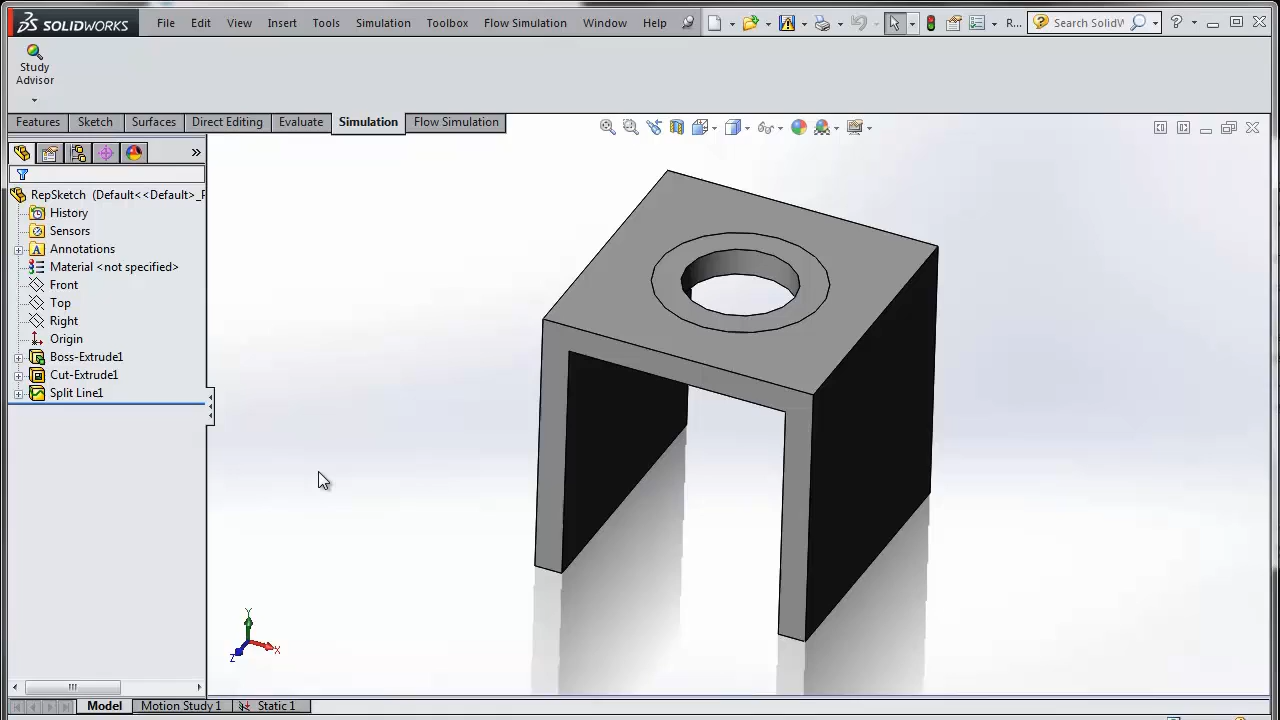 SOLIDWORKS File Edit View Insert Tools Simulation Toolbox Flow Simulation Window Help R... Search SolidW ?
Study
Advisor
Features Sketch Surfaces Direct Editing Evaluate Simulation Flow Simulation
»
RepSketch (Default<<Default>_
History
Sensors
Annotations
Material <not specified>
Front
Top
Right
Origin
Boss-Extrude1
Cut-Extrude1
Split Line1
Y
X
Z
Model Motion Study 1 Static 1